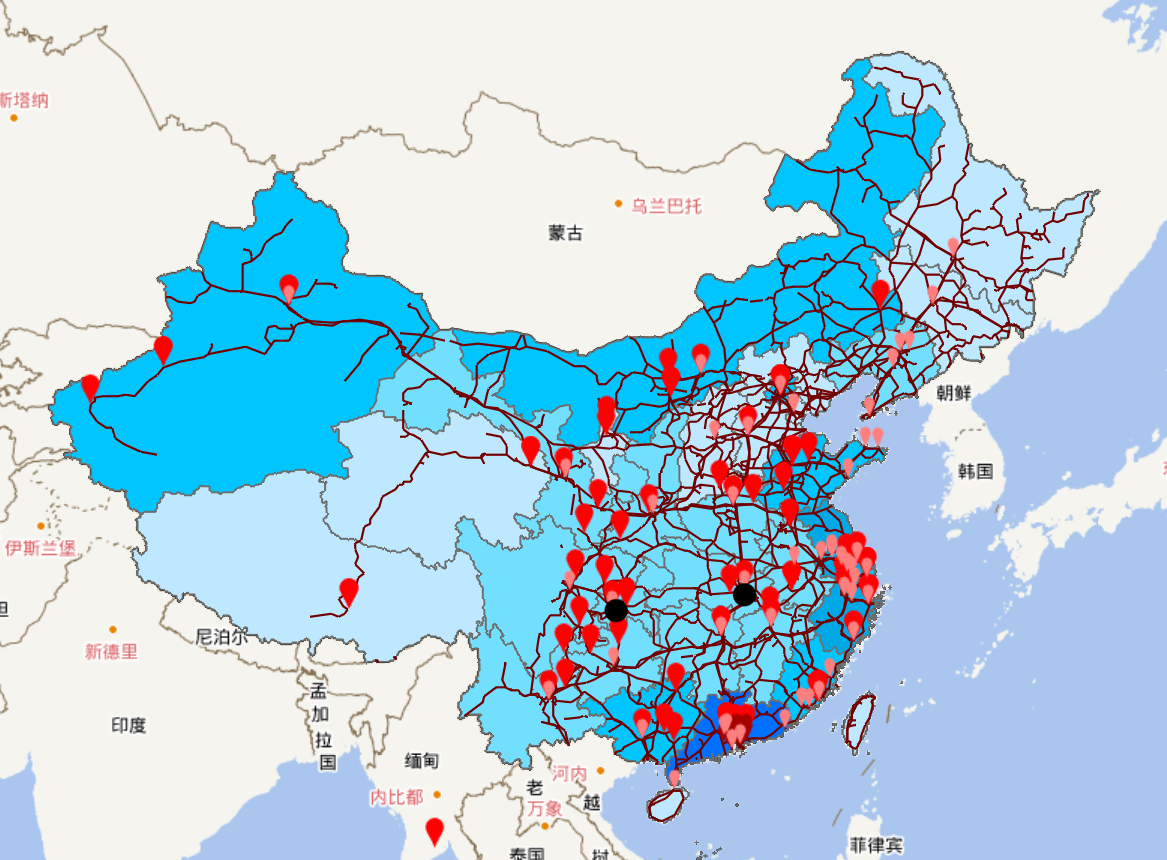 斯塔纳
乌兰巴托
蒙古
朝鲜
韩国
伊斯兰堡
旦
尼泊尔
新德里
孟
加
拉
国
印度
缅甸
河内
老
越
内比都
万象
泰国
菲律宾